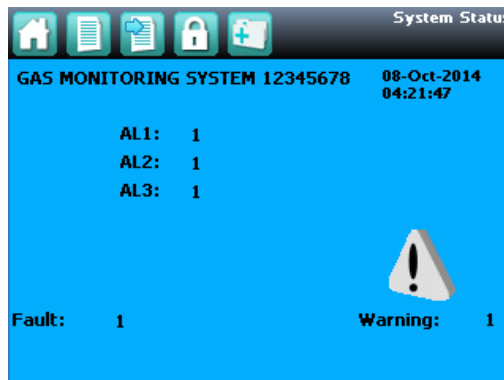 System Status
GAS MONITORING SYSTEM 12345678
08-Oct-2014
04:21:47
AL1: 1
AL2: 1
AL3: 1
Fault: 1
Warning: 1